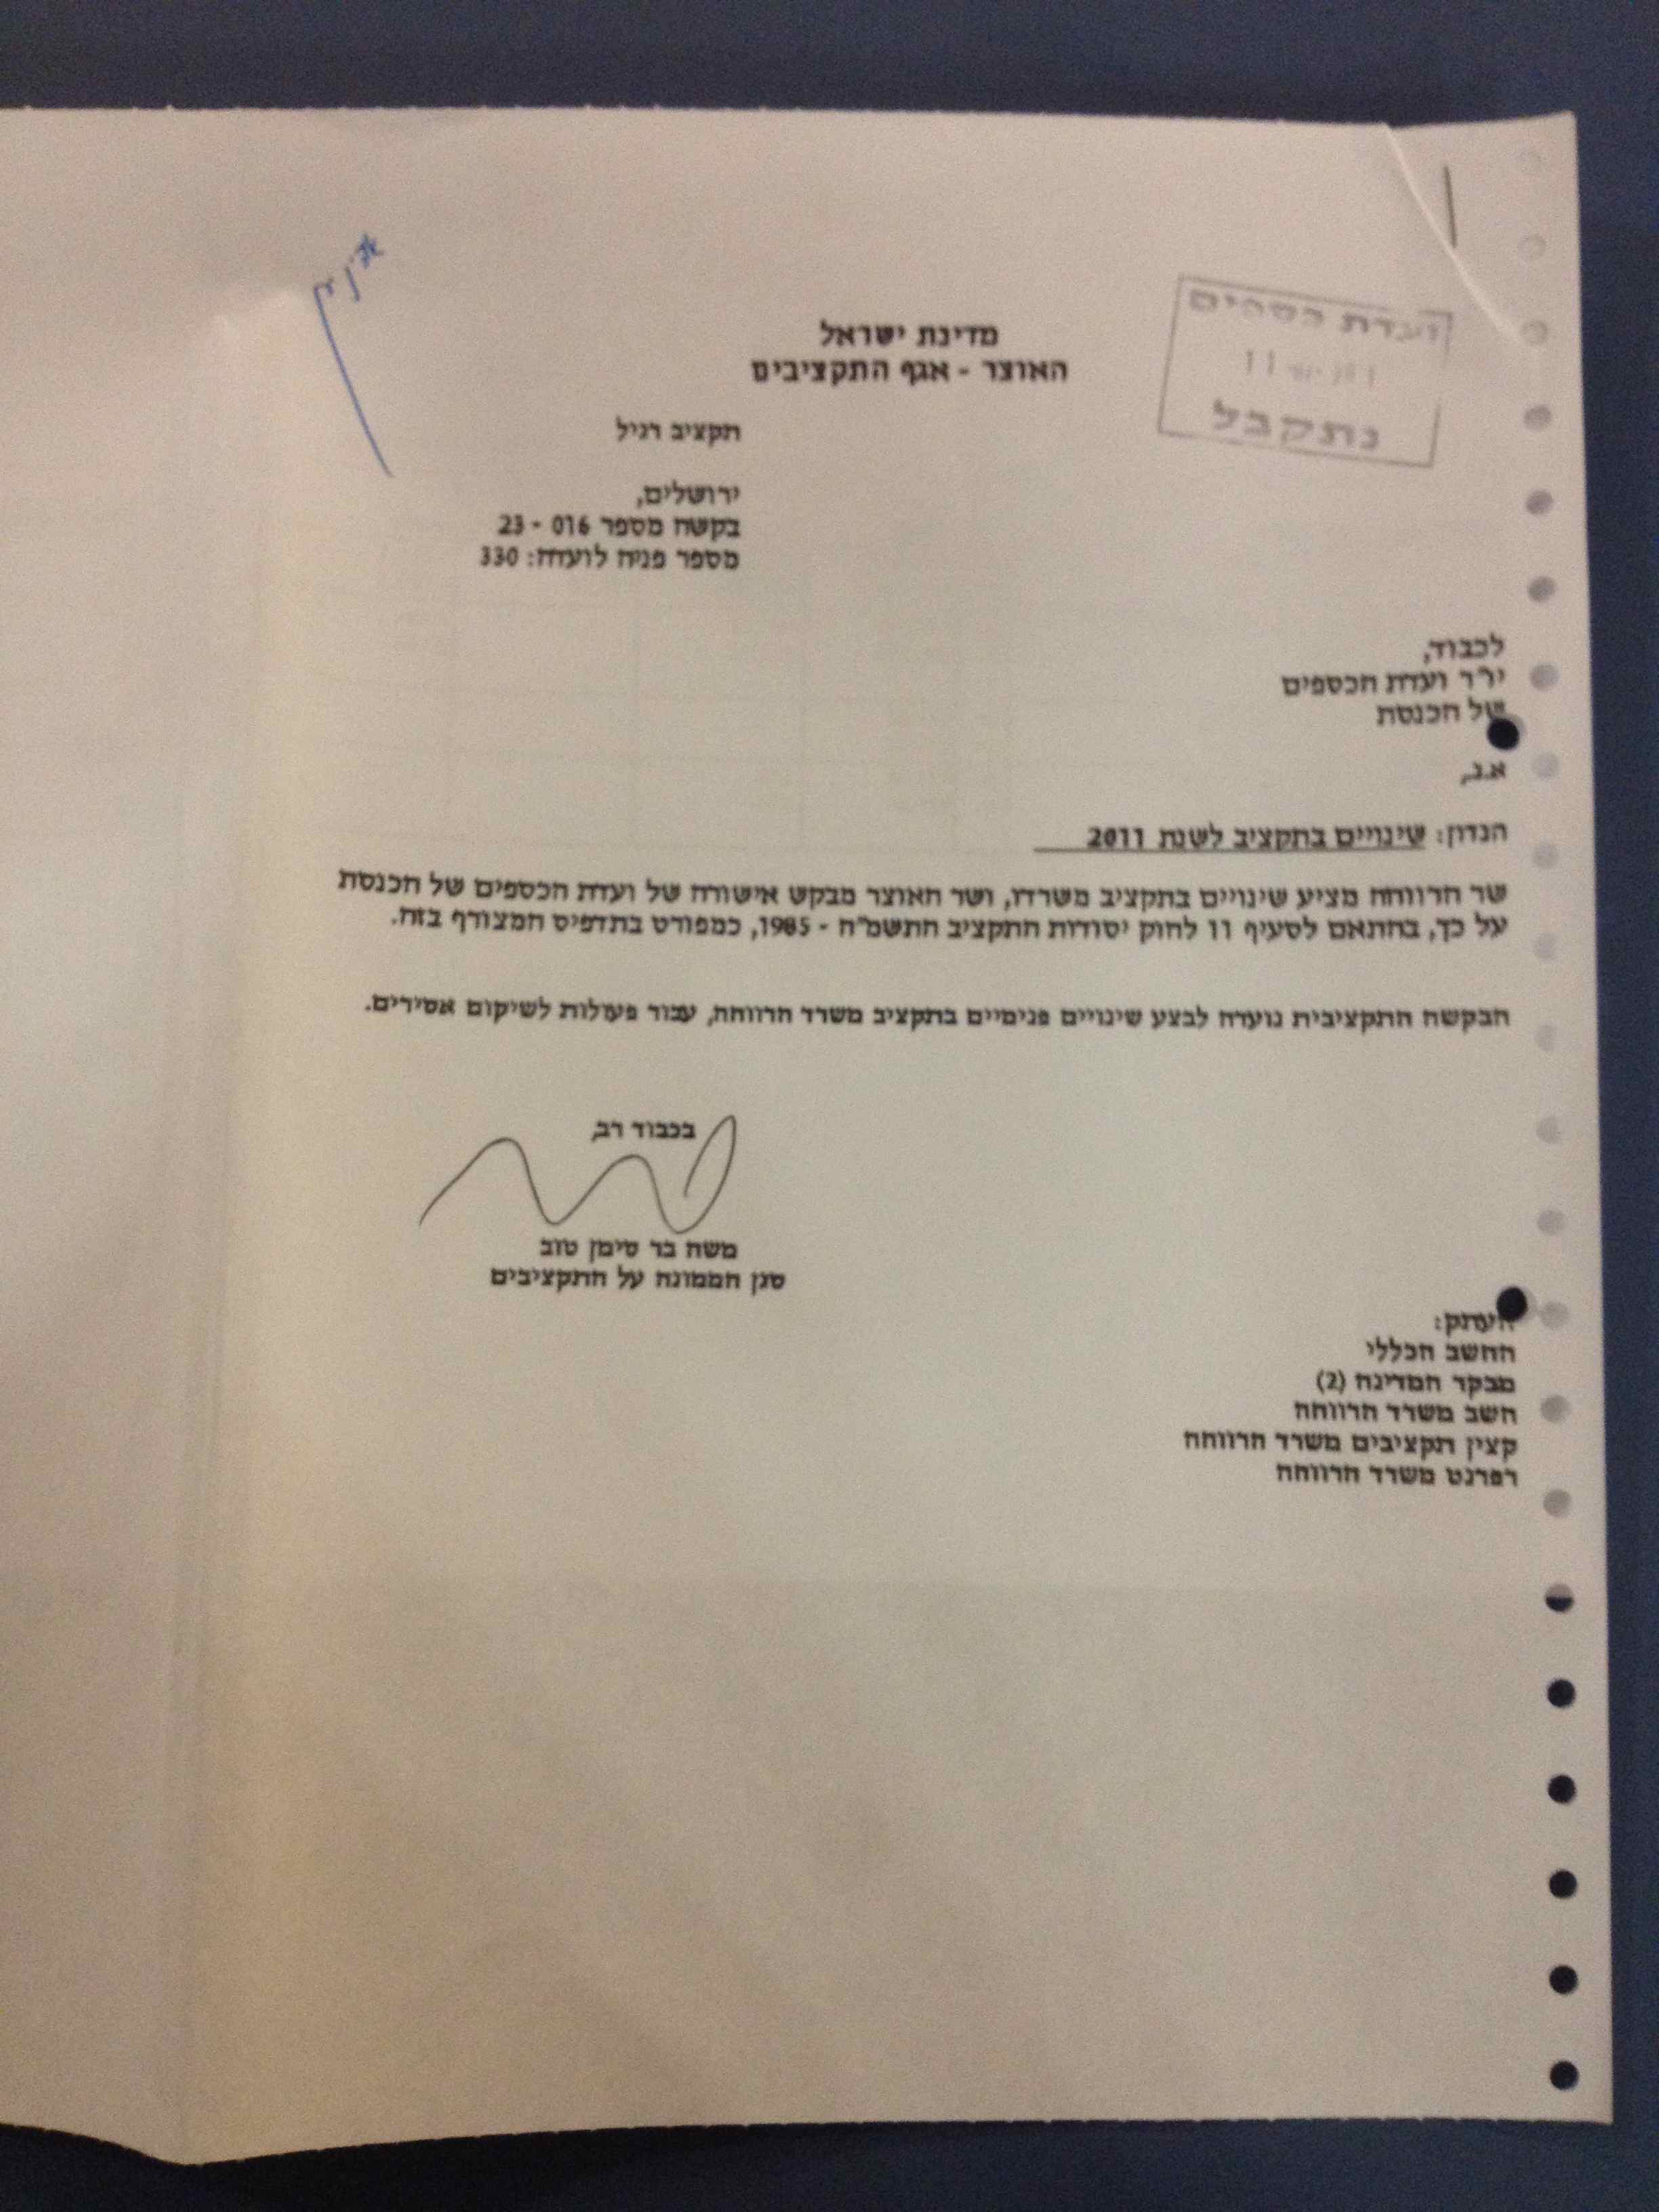 ועדת הכספים
נתקבל
מדינת ישראל
האוצר - אגף התקציבים
תקציב רגיל
ירושלים,
בקשה מספר 016 - 23
מספר פניה לועדה: 330
לכבוד,
יו"ר ועדת הכספים
של הכנסת
א.נ.,
הנדון: שינויים בתקציב לשנת 2011
שר הרווחה מציע שינויים בתקציב משרדו, ושר האוצר מבקש אישורה של ועדת הכספים של הכנסת
על כך, בהתאם לסעיף 11 לחוק יסודות התקציב התשמ"ה - 1985, כמפורט בתדפיס המצורף בזה.
הבקשה התקציבית נועדה לבצע שינויים פנימיים בתקציב משרד הרווחה, עבור פעולות לשיקום אסירים.
בכבוד רב,
משה בר סימן טוב
סגן הממונה על התקציבים
העתק:
החשב הכללי
מבקר המדינה (2)
חשב משרד הרווחה
קצין תקציבים משרד הרווחה
רפרנט משרד הרווחה